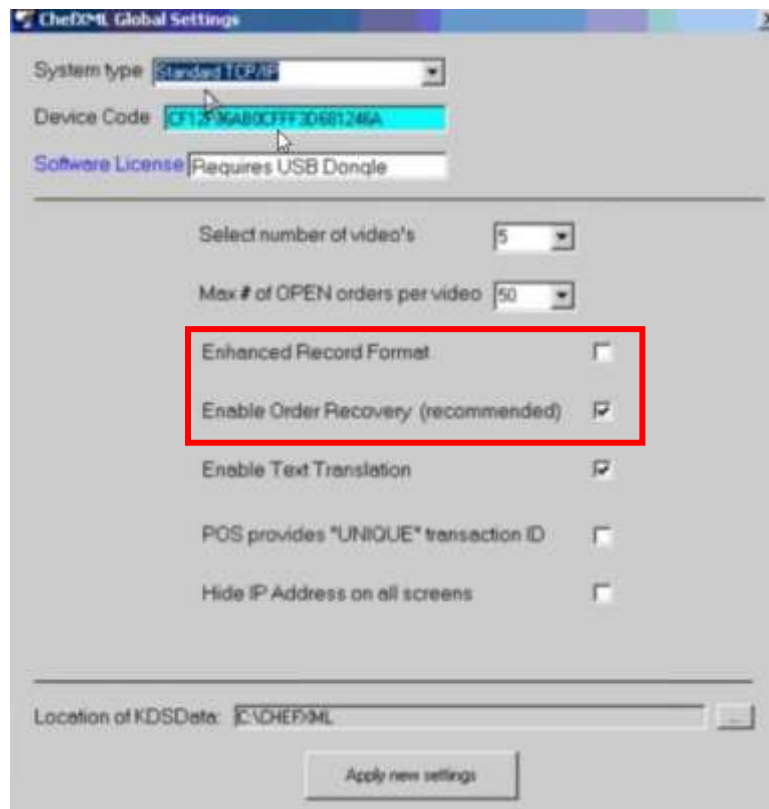 ChefXML Global Settings
System type Standard TCP/IP
Device Code
Software License Requires USB Dongle
Select number of video's 5
Max # of OPEN orders per video 50
Enhanced Record Format
Enable Order Recovery (recommended)
Enable Text Translation
POS provides "UNIQUE" transaction ID
Hide IP Address on all screens
Location of KDSData: C:\CHEFXML ...
Apply new settings